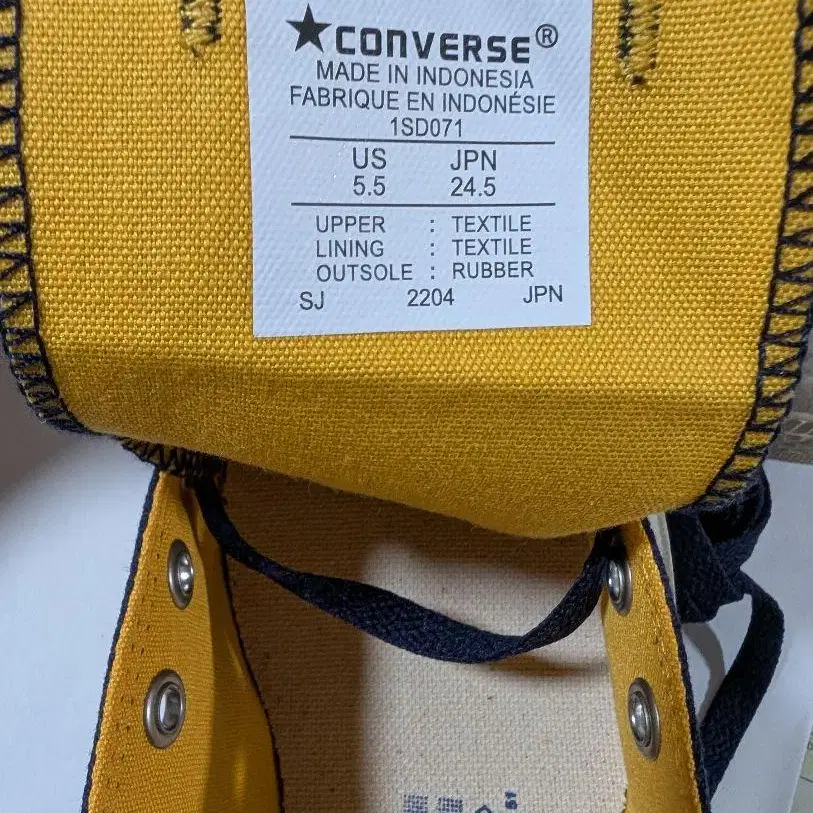 ★CONVERSE®
MADE IN INDONESIA
FABRIQUE EN INDONÉSIE
1SD071
US JPN
5.5 24.5
UPPER : TEXTILE
LINING : TEXTILE
OUTSOLE : RUBBER
SJ 2204 JPN
51